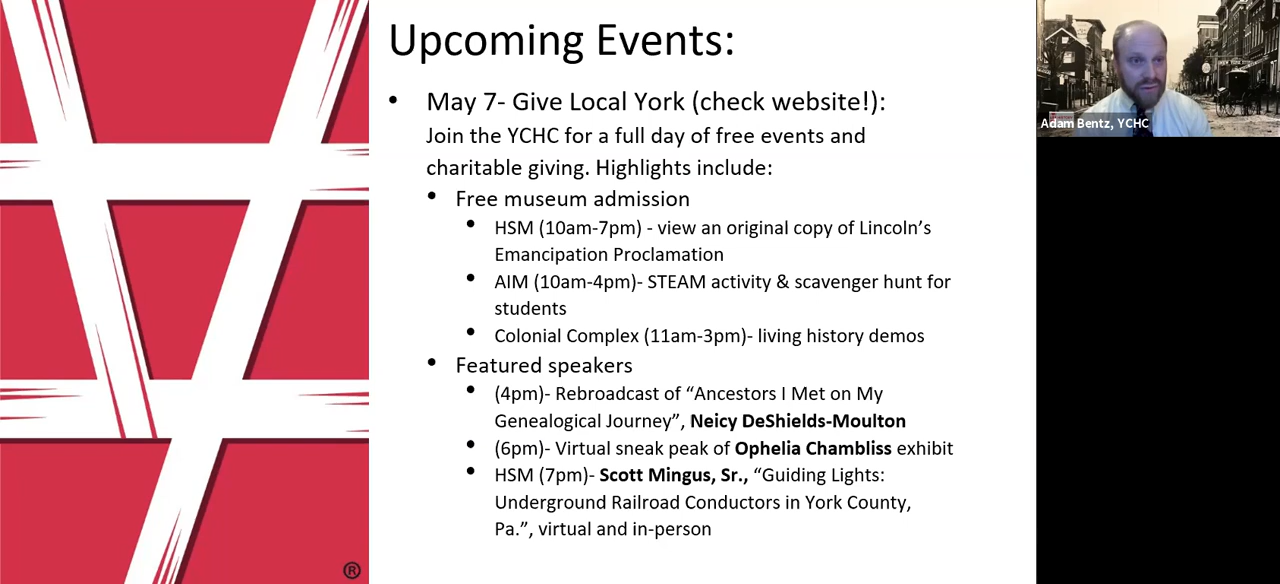 Upcoming Events:
• May 7- Give Local York (check website!):
Join the YCHC for a full day of free events and
charitable giving. Highlights include:
• Free museum admission
• HSM (10am-7pm) - view an original copy of Lincoln’s
Emancipation Proclamation
• AIM (10am-4pm)- STEAM activity & scavenger hunt for
students
• Colonial Complex (11am-3pm)- living history demos
• Featured speakers
• (4pm)- Rebroadcast of “Ancestors I Met on My
Genealogical Journey”, Neicy DeShields-Moulton
• (6pm)- Virtual sneak peak of Ophelia Chambliss exhibit
• HSM (7pm)- Scott Mingus, Sr., “Guiding Lights:
Underground Railroad Conductors in York County,
Pa.”, virtual and in-person
®
Adam Bentz, YCHC